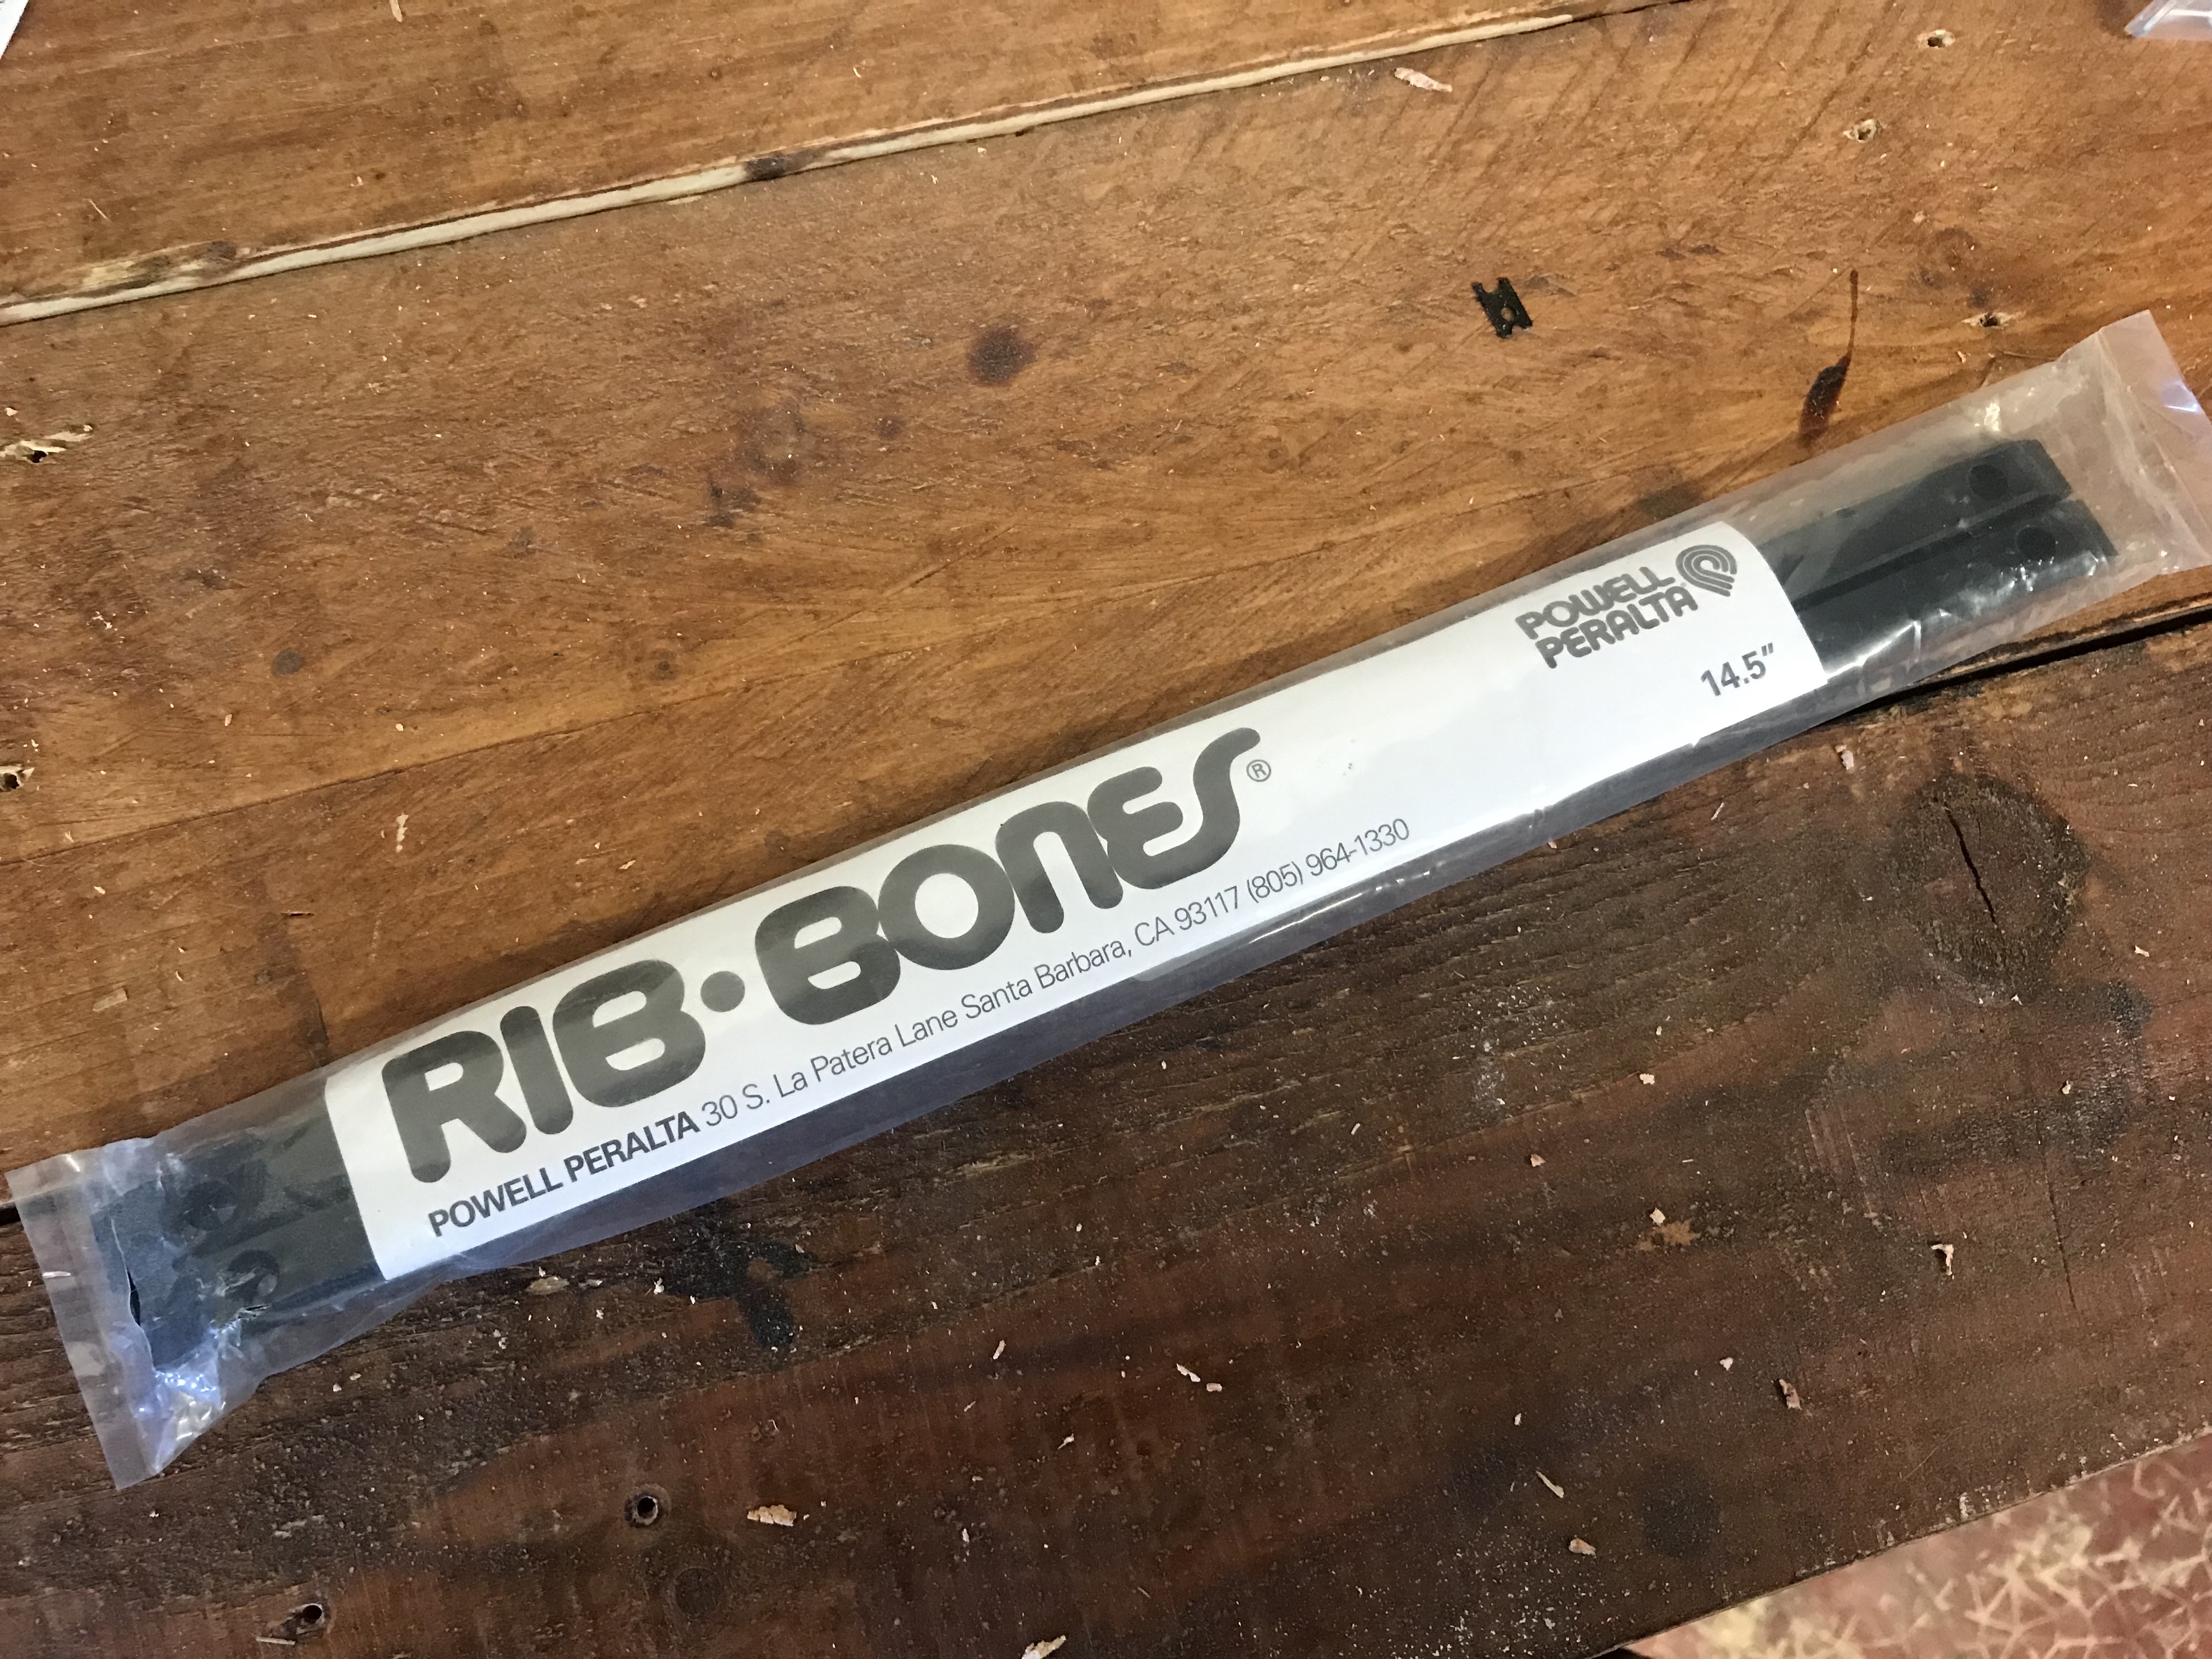 POWELL
PERALTA
14.5"
RIB·BONES®
POWELL PERALTA 30 S. La Patera Lane Santa Barbara, CA 93117 (805) 964-1330